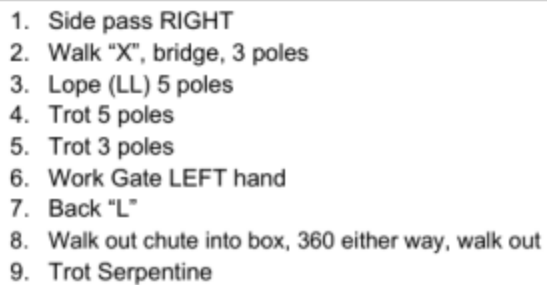 1. Side pass RIGHT
2. Walk “X”, bridge, 3 poles
3. Lope (LL) 5 poles
4. Trot 5 poles
5. Trot 3 poles
6. Work Gate LEFT hand
7. Back “L”
8. Walk out chute into box, 360 either way, walk out
9. Trot Serpentine